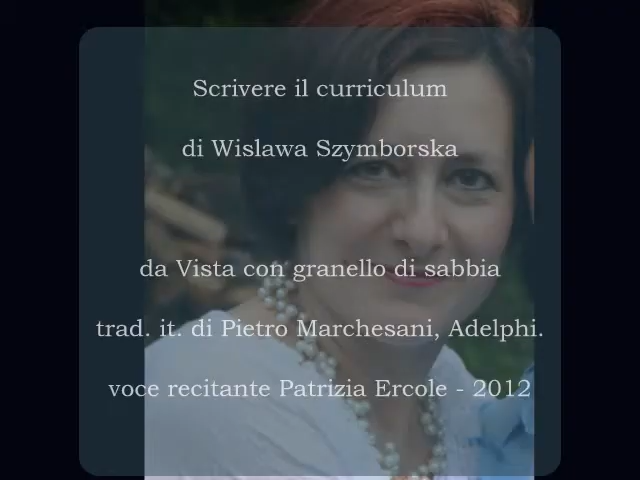 Scrivere il curriculum
di Wislawa Szymborska
da Vista con granello di sabbia
trad. it. di Pietro Marchesani, Adelphi.
voce recitante Patrizia Ercole - 2012